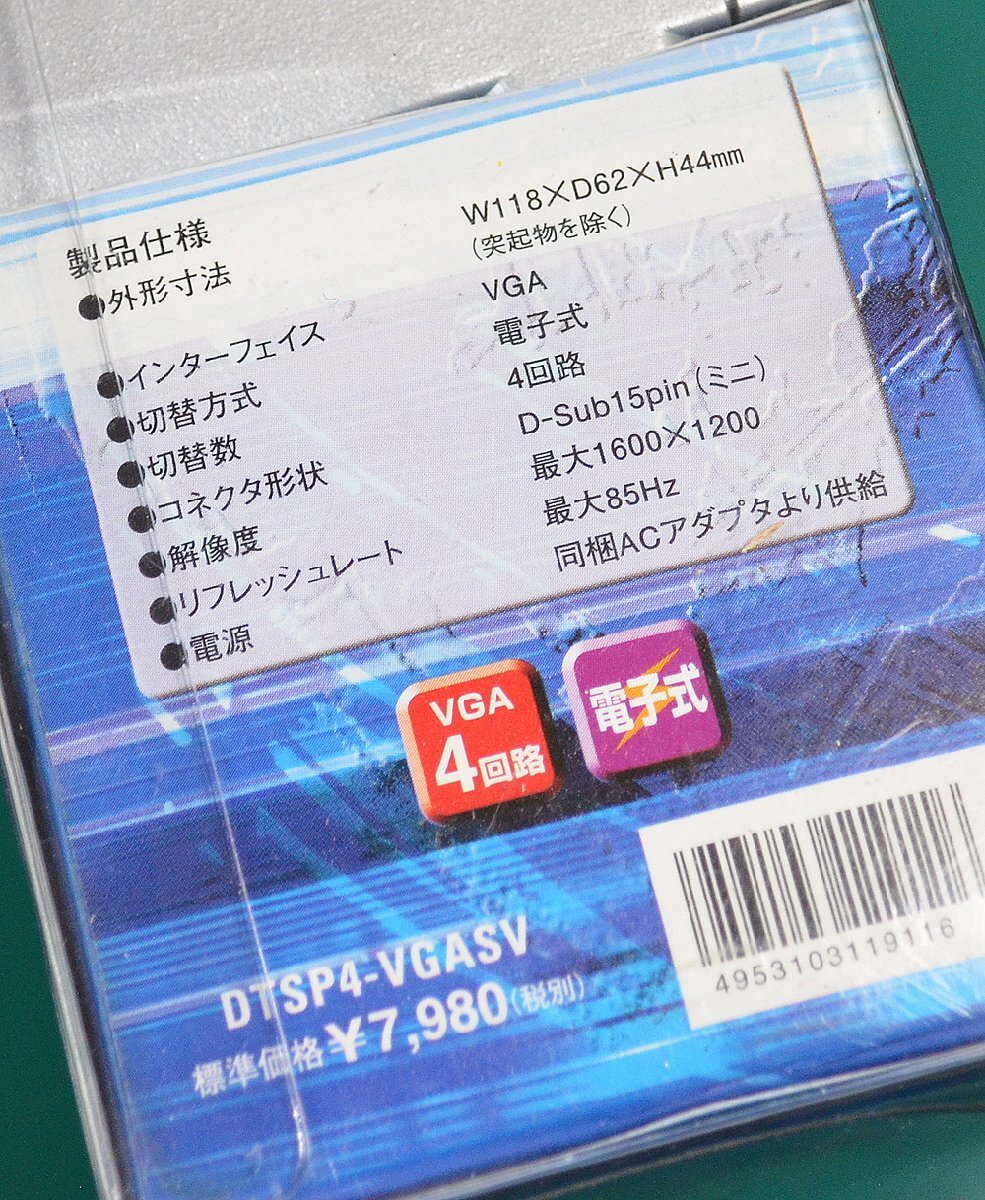 製品仕様
●外形寸法 W118×D62×H44mm
(突起物を除く)
●インターフェイス VGA
●切替方式 電子式
●切替数 4回路
●コネクタ形状 D-Sub15pin(ミニ)
●解像度 最大1600×1200
●リフレッシュレート 最大85Hz
●電源 同梱ACアダプタより供給
VGA
4回路
電子式
4953103119116
DTSP4-VGASV
標準価格¥7,980(税別)